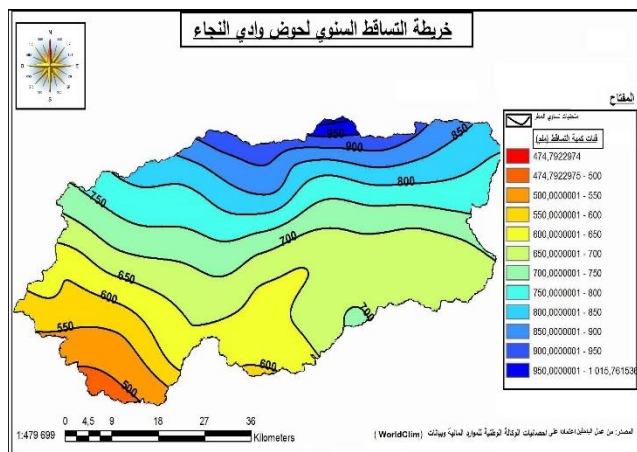 خريطة التساقط السنوي لحوض وادي النجاء
N
S
المفتاح
منحنيات تساوي المطر
فئات كمية التساقط (ملم)
474,7922974
474,7922975 - 500
500,0000001 - 550
550,0000001 - 600
600,0000001 - 650
650,0000001 - 700
700,0000001 - 750
750,0000001 - 800
800,0000001 - 850
850,0000001 - 900
900,0000001 - 950
950,0000001 - 1 015,761536
950
900
850
800
750
700
650
600
550
500
600
700
1:479 699
0 4,5 9 18 27 36
Kilometers
المصدر: من عمل الباحثين اعتمادا على إحصائيات الوكالة الوطنية للموارد المائية وبيانات (WorldClim)